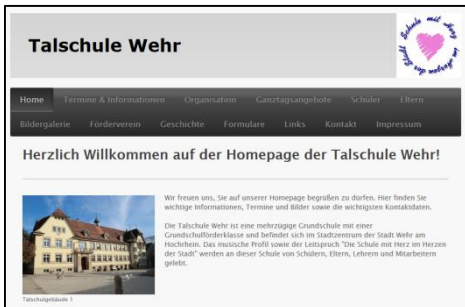 Talschule Wehr
Schule mit Herz im Herzen der Stadt
Home Termine & Informationen Organisation Ganztagsangebote Schüler Eltern
Bildergalerie Förderverein Geschichte Formulare Links Kontakt Impressum
Herzlich Willkommen auf der Homepage der Talschule Wehr!
Wir freuen uns, Sie auf unserer Homepage begrüßen zu dürfen. Hier finden Sie
wichtige Informationen, Termine und Bilder sowie die wichtigsten Kontaktdaten.
Die Talschule Wehr ist eine mehrzügige Grundschule mit einer
Grundschulförderklasse und befindet sich im Stadtzentrum der Stadt Wehr am
Hochrhein. Das musische Profil sowie der Leitspruch "Die Schule mit Herz im Herzen
der Stadt" werden an dieser Schule von Schülern, Eltern, Lehrern und Mitarbeitern
gelebt.
Talschulgebäude 1